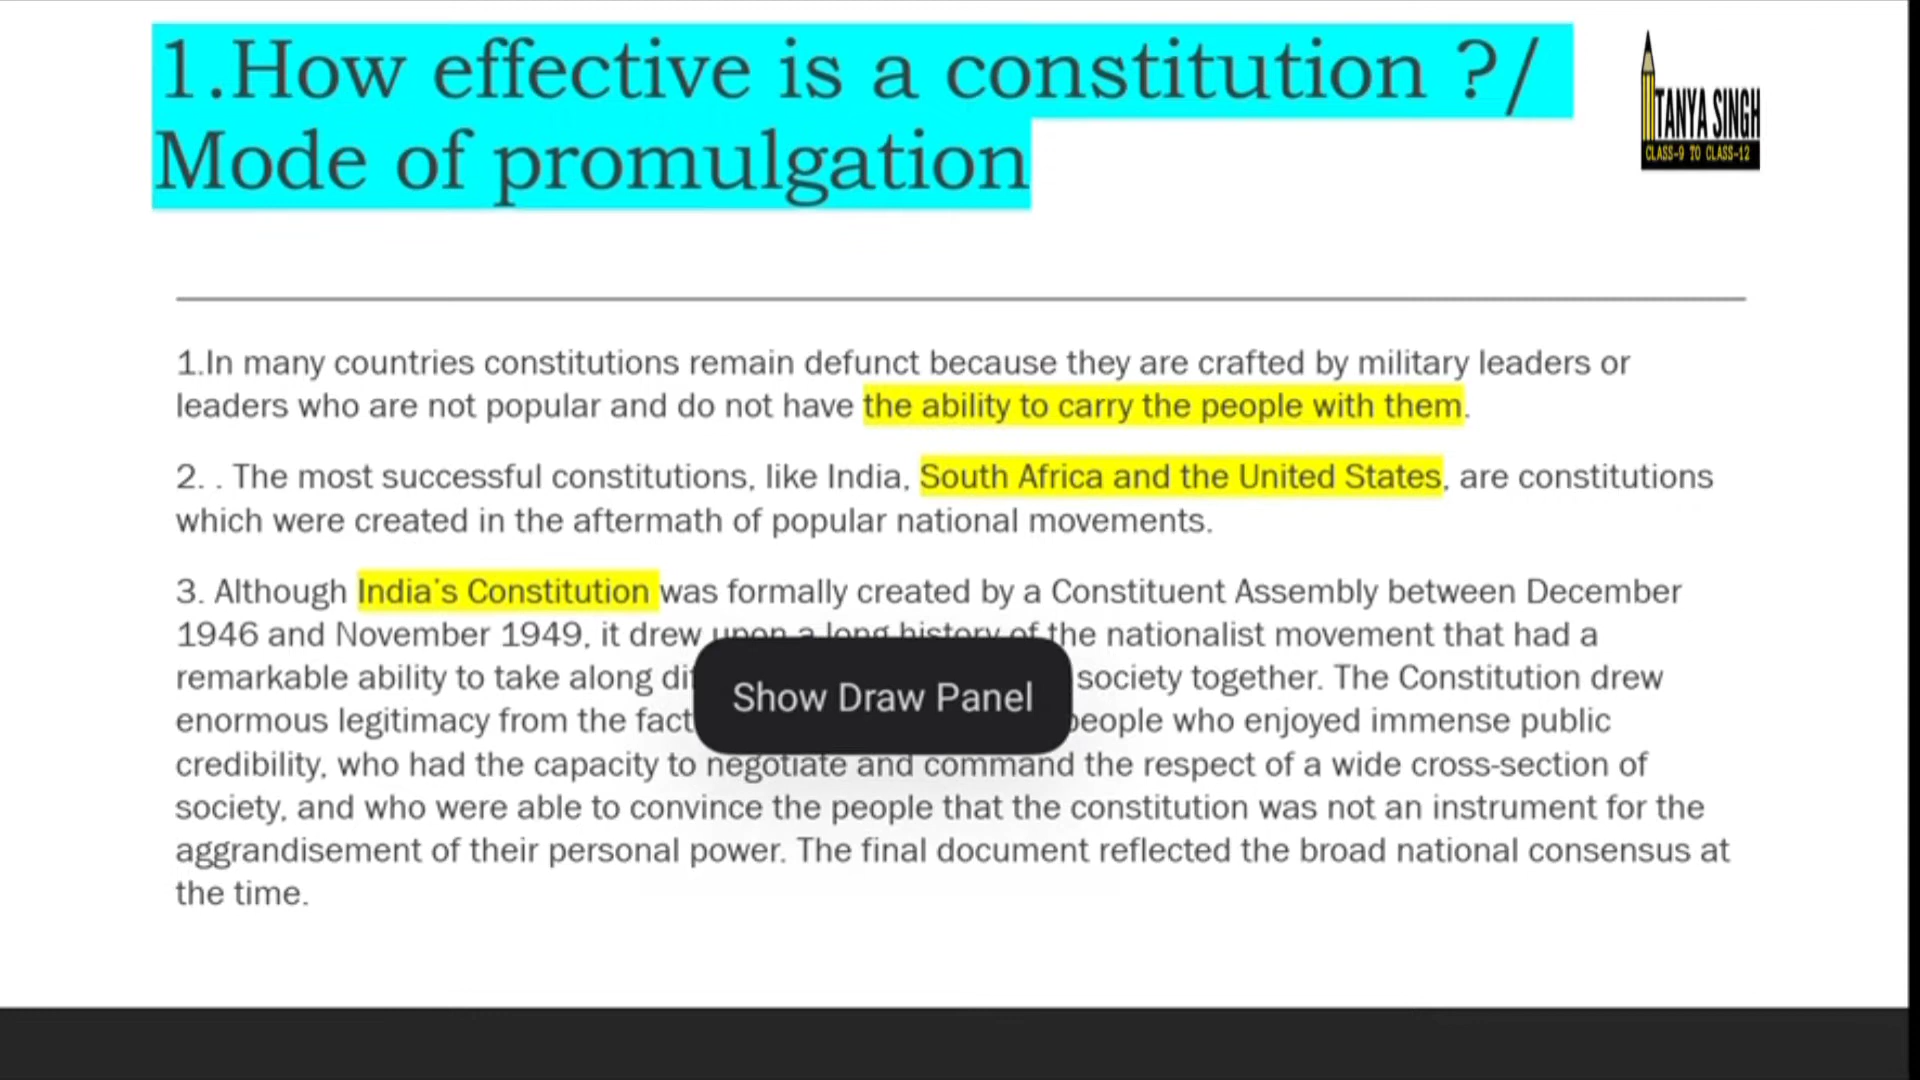 1.How effective is a constitution ?/
Mode of promulgation
TANYA SINGH
CLASS-9 TO CLASS-12
1.In many countries constitutions remain defunct because they are crafted by military leaders or
leaders who are not popular and do not have the ability to carry the people with them.
2. . The most successful constitutions, like India, South Africa and the United States, are constitutions
which were created in the aftermath of popular national movements.
3. Although India's Constitution was formally created by a Constituent Assembly between December
1946 and November 1949, it drew upon a long history of the nationalist movement that had a
remarkable ability to take along society together. The Constitution drew
enormous legitimacy from the fact people who enjoyed immense public
Show Draw Panel
credibility, who had the capacity to negotiate and command the respect of a wide cross-section of
society, and who were able to convince the people that the constitution was not an instrument for the
aggrandisement of their personal power. The final document reflected the broad national consensus at
the time.